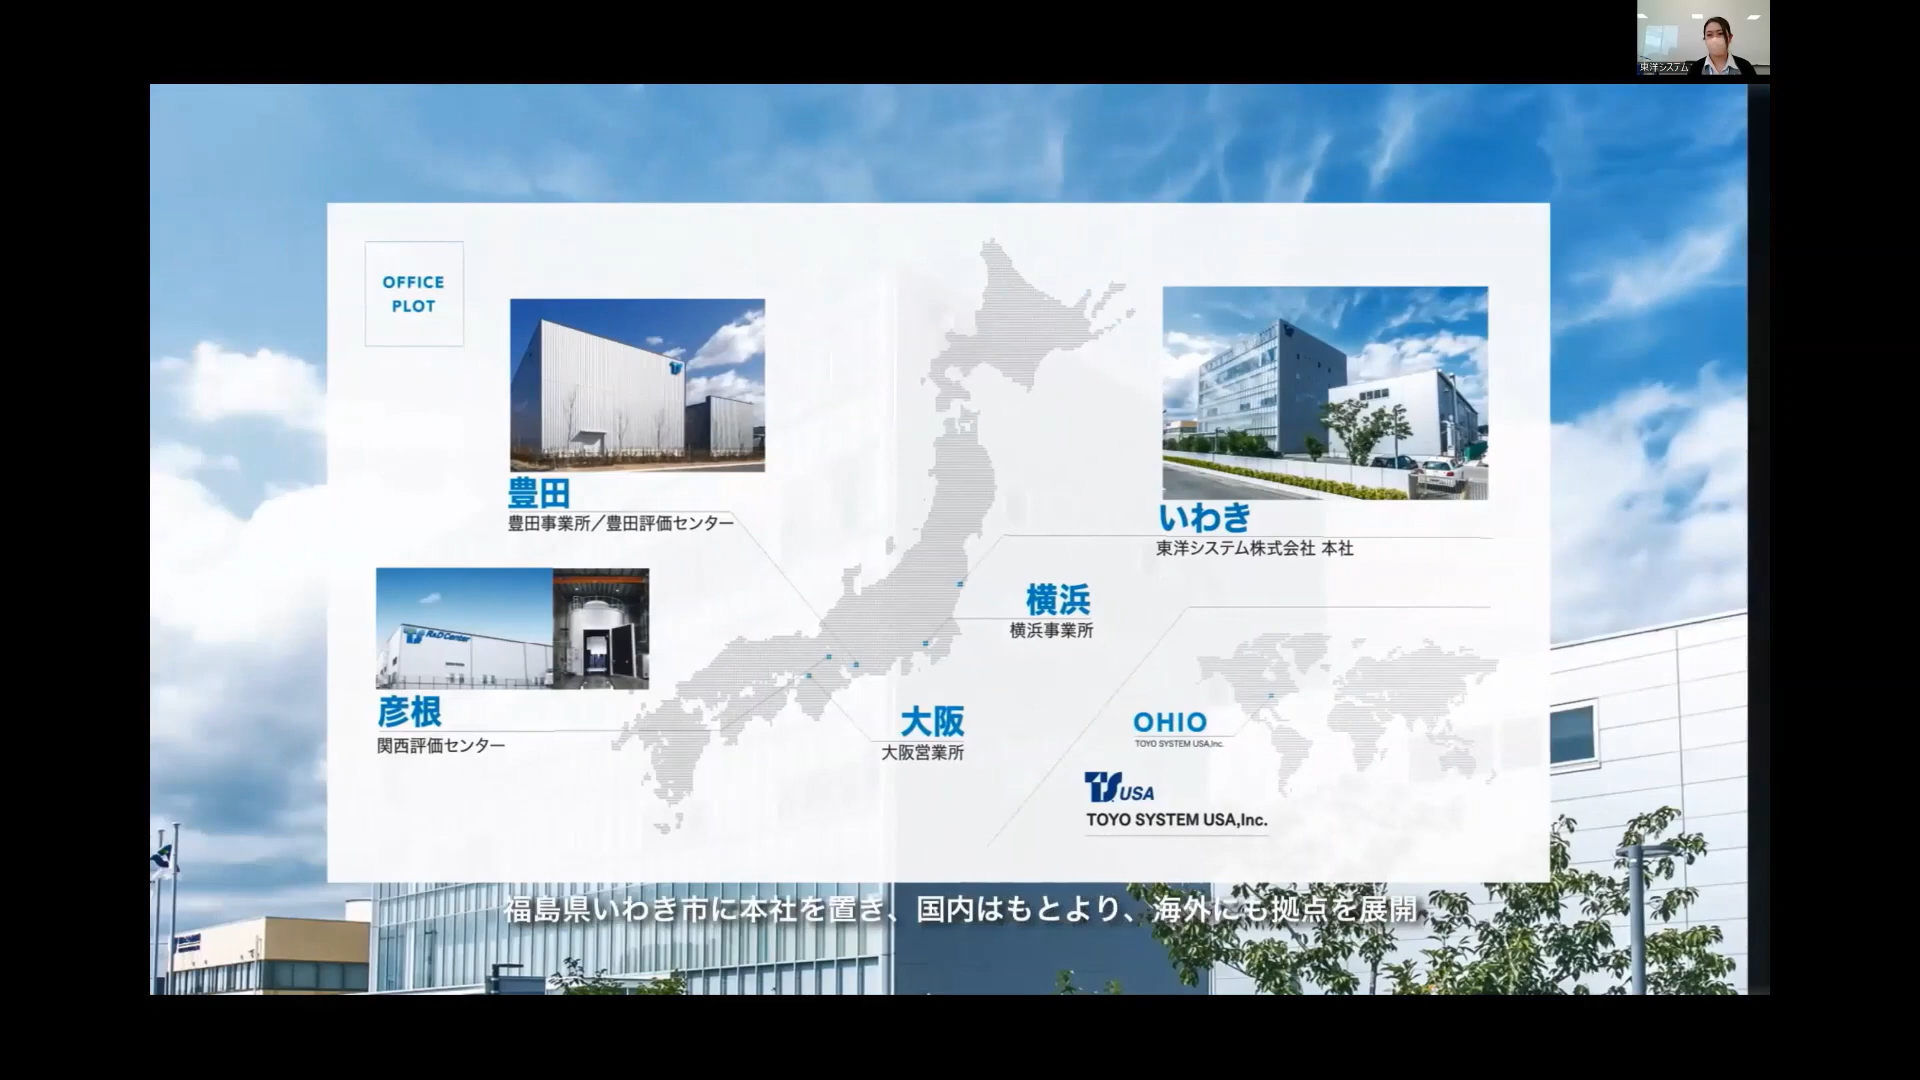 東洋システム
OFFICE
PLOT
豊田
豊田事業所／豊田評価センター
いわき
東洋システム株式会社 本社
R&D Center
彦根
関西評価センター
横浜
横浜事業所
大阪
大阪営業所
OHIO
TOYO SYSTEM USA,Inc.
TS USA
TOYO SYSTEM USA,Inc.
福島県いわき市に本社を置き、国内はもとより、海外にも拠点を展開